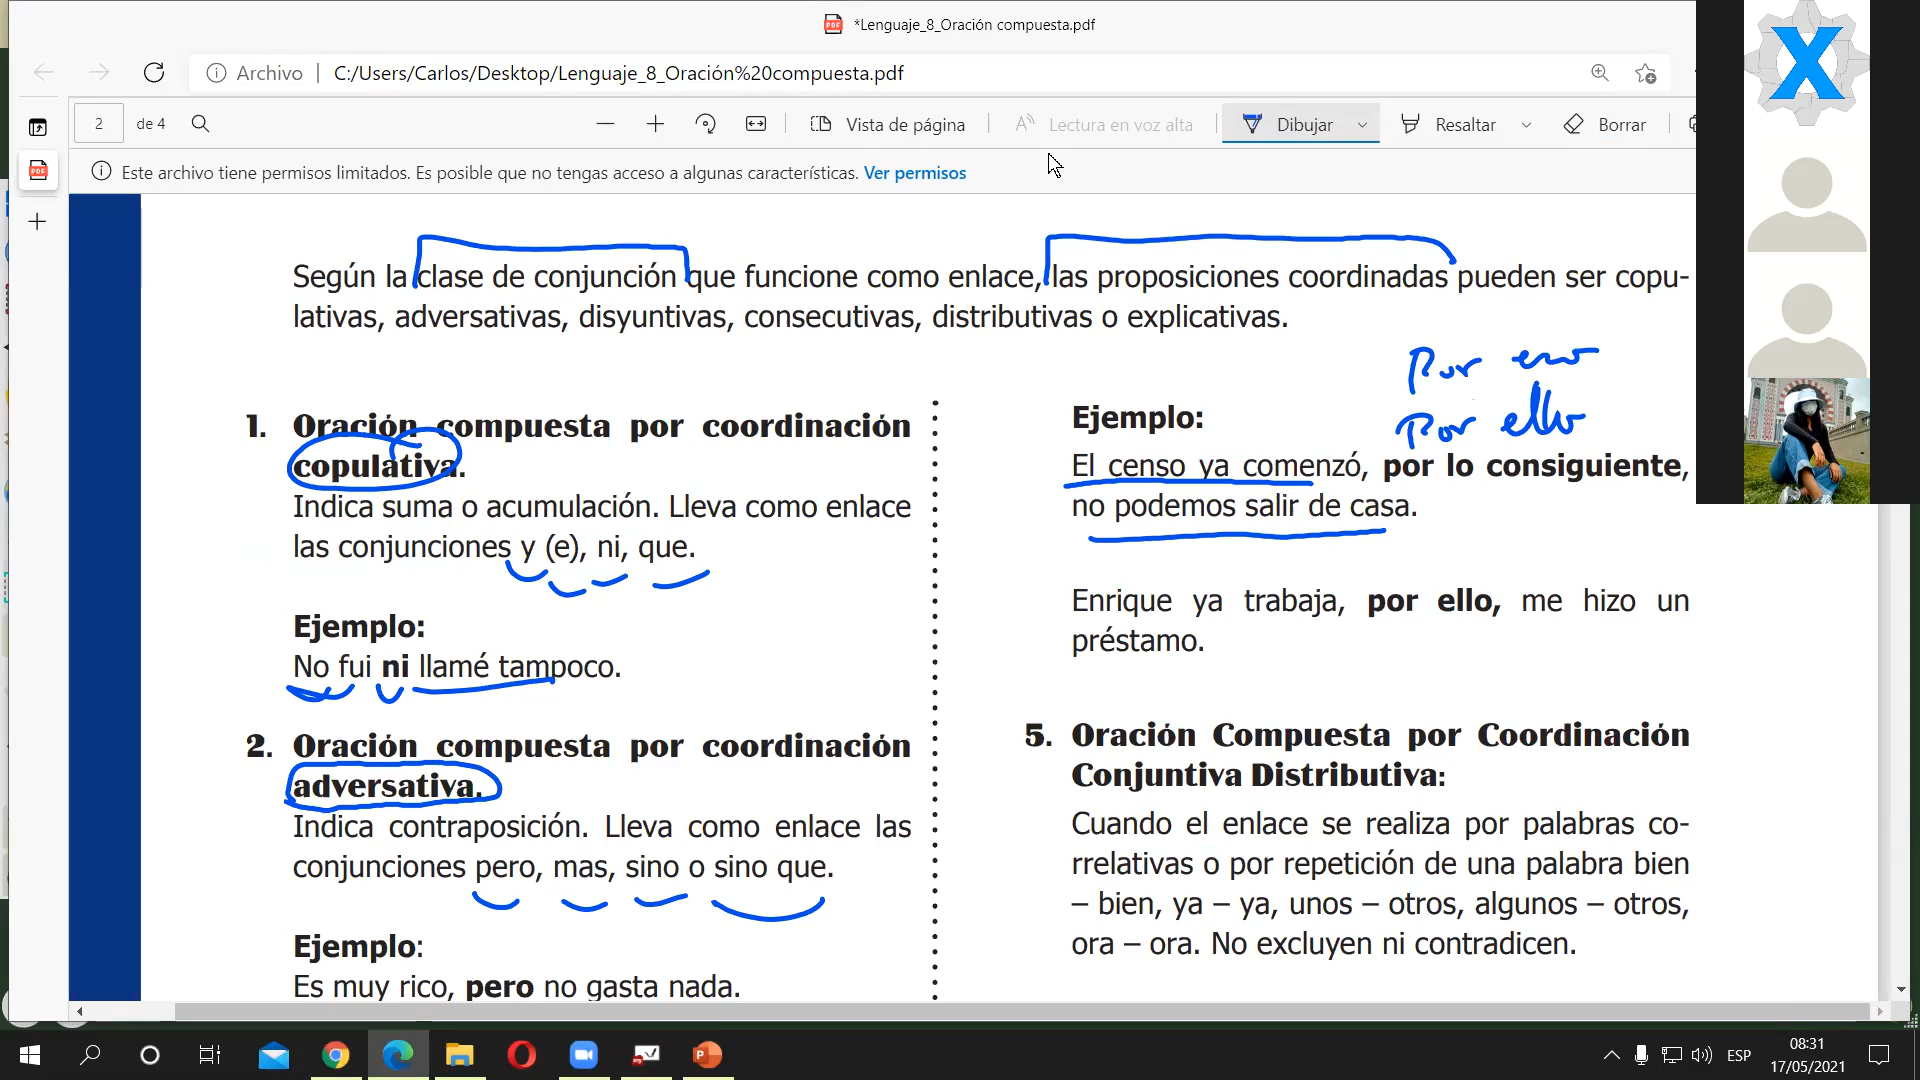 *Lenguaje_8_Oración compuesta.pdf
Archivo
C:/Users/Carlos/Desktop/Lenguaje_8_Oración%20compuesta.pdf
2 de 4
Vista de página
Lectura en voz alta
Dibujar
Resaltar
Borrar
Este archivo tiene permisos limitados. Es posible que no tengas acceso a algunas características. Ver permisos
Según la clase de conjunción que funcione como enlace, las proposiciones coordinadas pueden ser copu-
lativas, adversativas, disyuntivas, consecutivas, distributivas o explicativas.
1. Oración compuesta por coordinación
copulativa.
Indica suma o acumulación. Lleva como enlace
las conjunciones y (e), ni, que.
Ejemplo:
No fui ni llamé tampoco.
2. Oración compuesta por coordinación
adversativa.
Indica contraposición. Lleva como enlace las
conjunciones pero, mas, sino o sino que.
Ejemplo:
Es muy rico, pero no gasta nada.
Por eso
Por ello
Ejemplo:
El censo ya comenzó, por lo consiguiente,
no podemos salir de casa.
Enrique ya trabaja, por ello, me hizo un
préstamo.
5. Oración Compuesta por Coordinación
Conjuntiva Distributiva:
Cuando el enlace se realiza por palabras co-
rrelativas o por repetición de una palabra bien
– bien, ya – ya, unos – otros, algunos – otros,
ora – ora. No excluyen ni contradicen.
X
ESP
08:31
17/05/2021